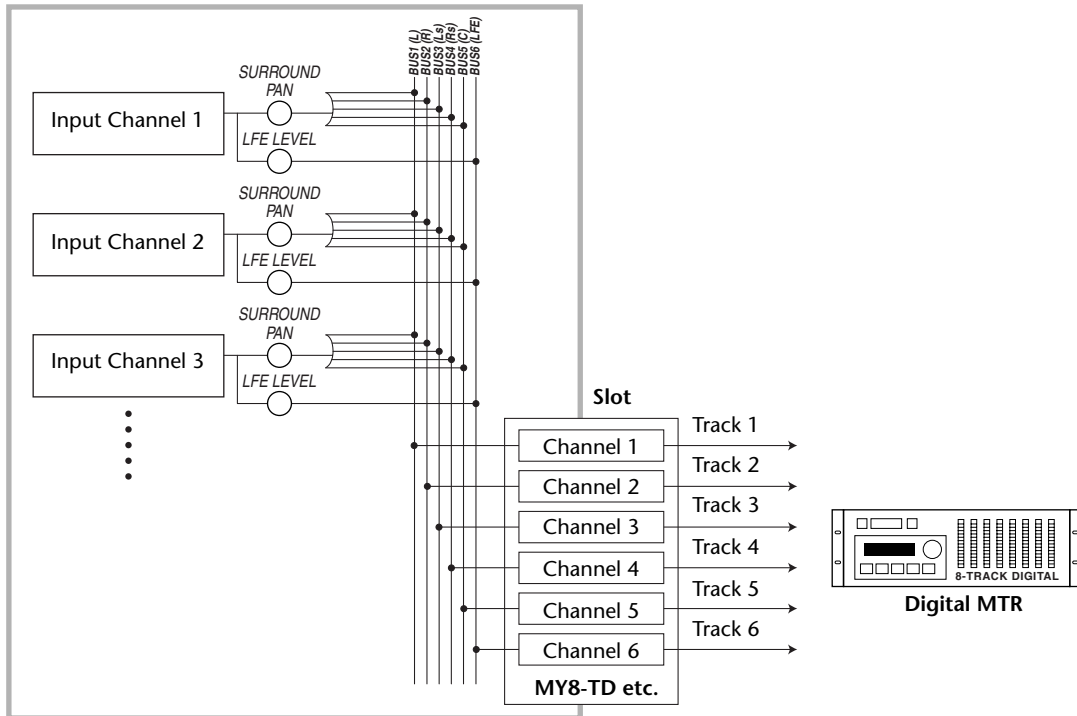 BUS1 (L)
BUS2 (R)
BUS3 (Ls)
BUS4 (Rs)
BUS5 (C)
BUS6 (LFE)
SURROUND
PAN
Input Channel 1
LFE LEVEL
SURROUND
PAN
Input Channel 2
LFE LEVEL
SURROUND
PAN
Input Channel 3
LFE LEVEL
Slot
Channel 1
Track 1
Channel 2
Track 2
Channel 3
Track 3
Channel 4
Track 4
Channel 5
Track 5
Channel 6
Track 6
MY8-TD etc.
8-TRACK DIGITAL
Digital MTR